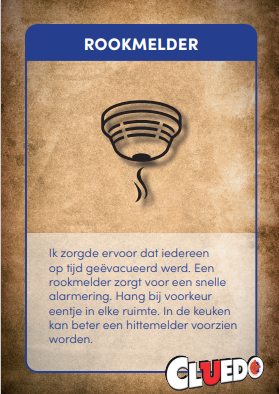 ROOKMELDER
Ik zorgde ervoor dat iedereen
op tijd geëvacueerd werd. Een
rookmelder zorgt voor een snelle
alarmering. Hang bij voorkeur
eentje in elke ruimte. In de keuken
kan beter een hittemelder voorzien
worden.
CLUEDO